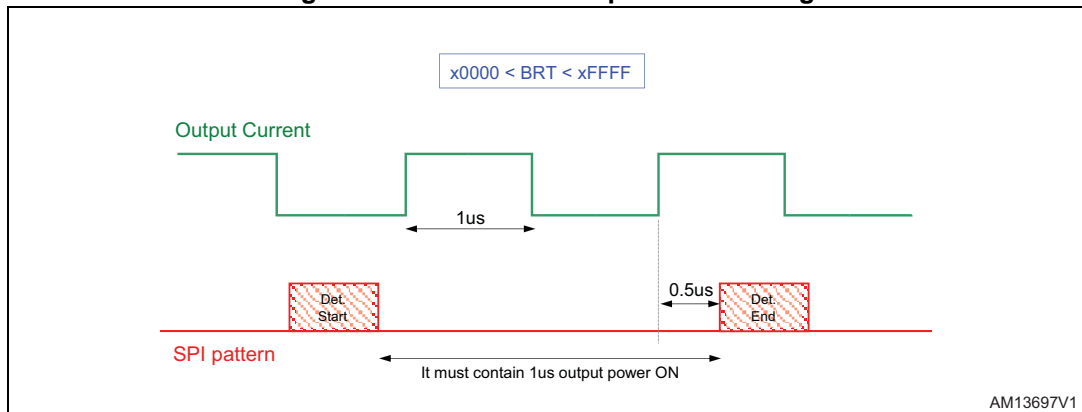 x0000 < BRT < xFFFF
Output Current
1us
0.5us
Det.
Start
Det.
End
SPI pattern
It must contain 1us output power ON
AM13697V1